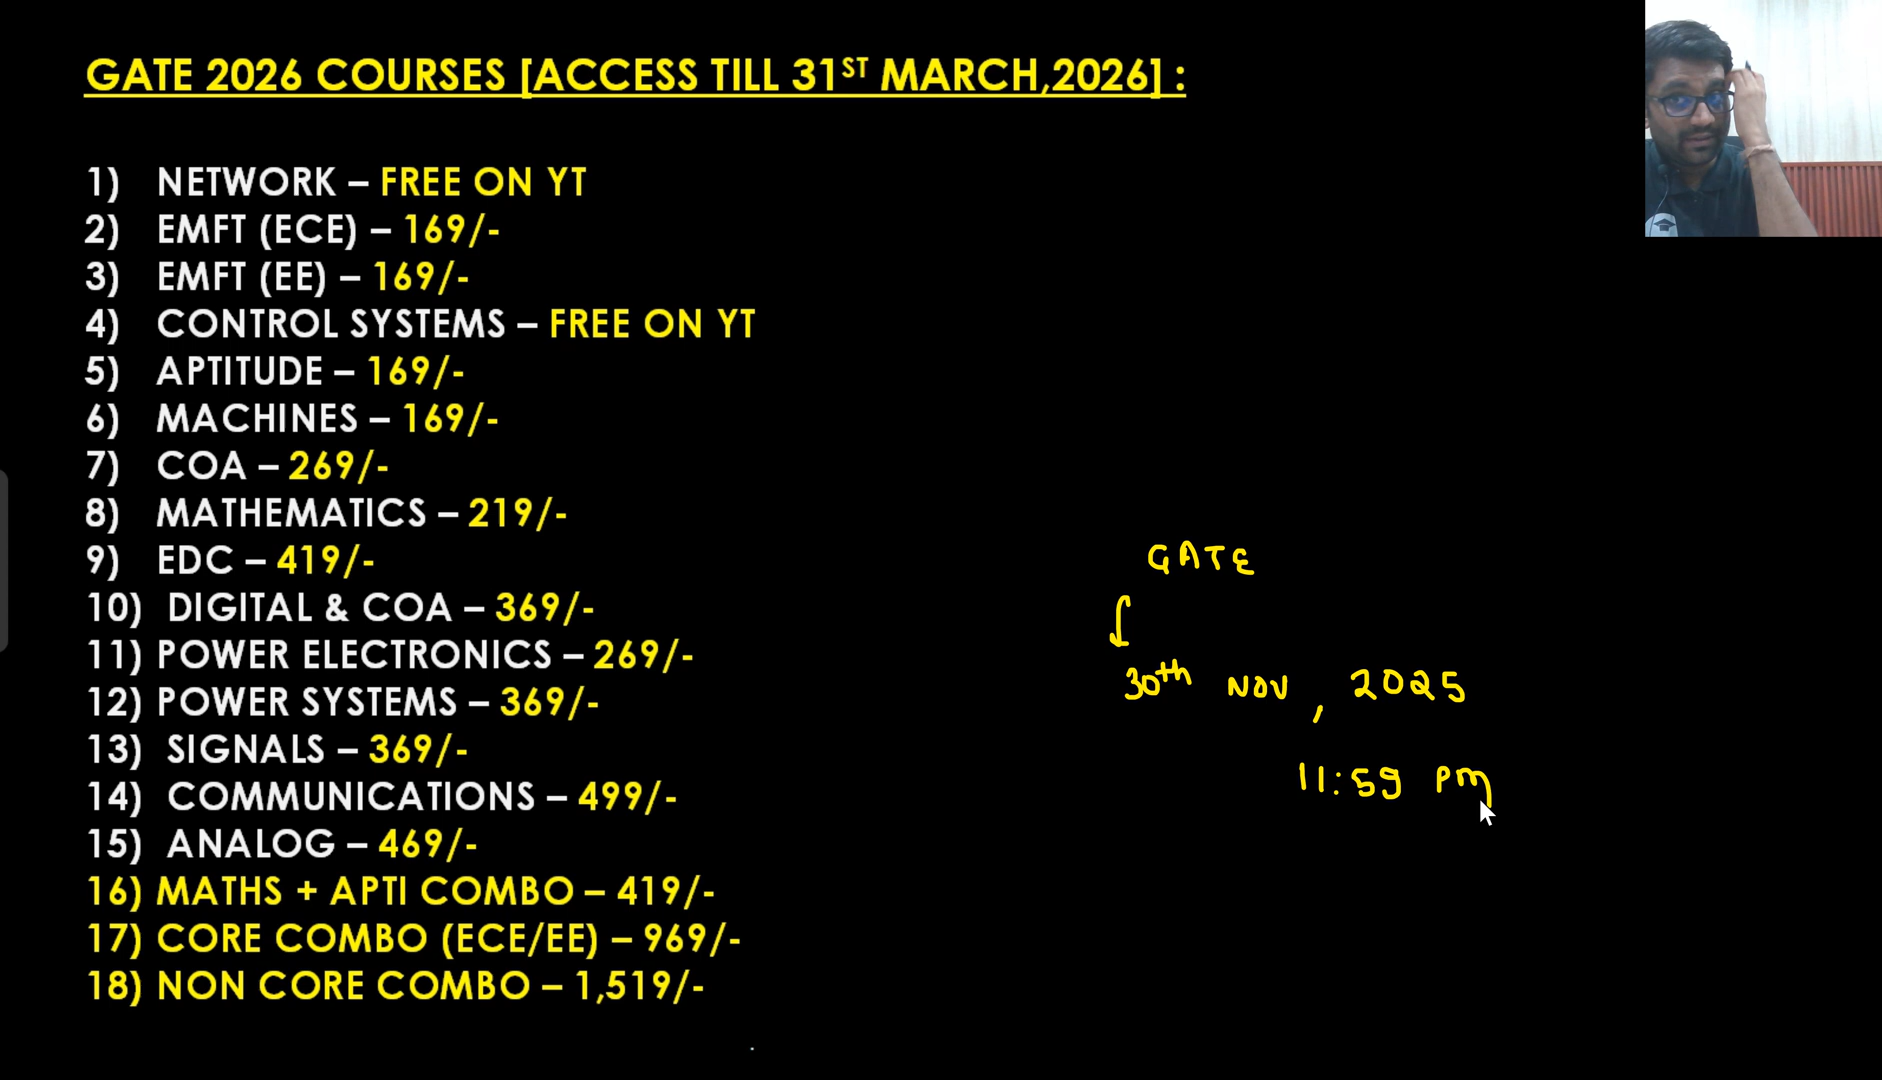 GATE 2026 COURSES [ACCESS TILL 31ST MARCH,2026] :
1) NETWORK – FREE ON YT
2) EMFT (ECE) – 169/-
3) EMFT (EE) – 169/-
4) CONTROL SYSTEMS – FREE ON YT
5) APTITUDE – 169/-
6) MACHINES – 169/-
7) COA – 269/-
8) MATHEMATICS – 219/-
9) EDC – 419/-
10) DIGITAL & COA – 369/-
11) POWER ELECTRONICS – 269/-
12) POWER SYSTEMS – 369/-
13) SIGNALS – 369/-
14) COMMUNICATIONS – 499/-
15) ANALOG – 469/-
16) MATHS + APTI COMBO – 419/-
17) CORE COMBO (ECE/EE) – 969/-
18) NON CORE COMBO – 1,519/-
GATE
30th NOV , 2025
11:59 PM